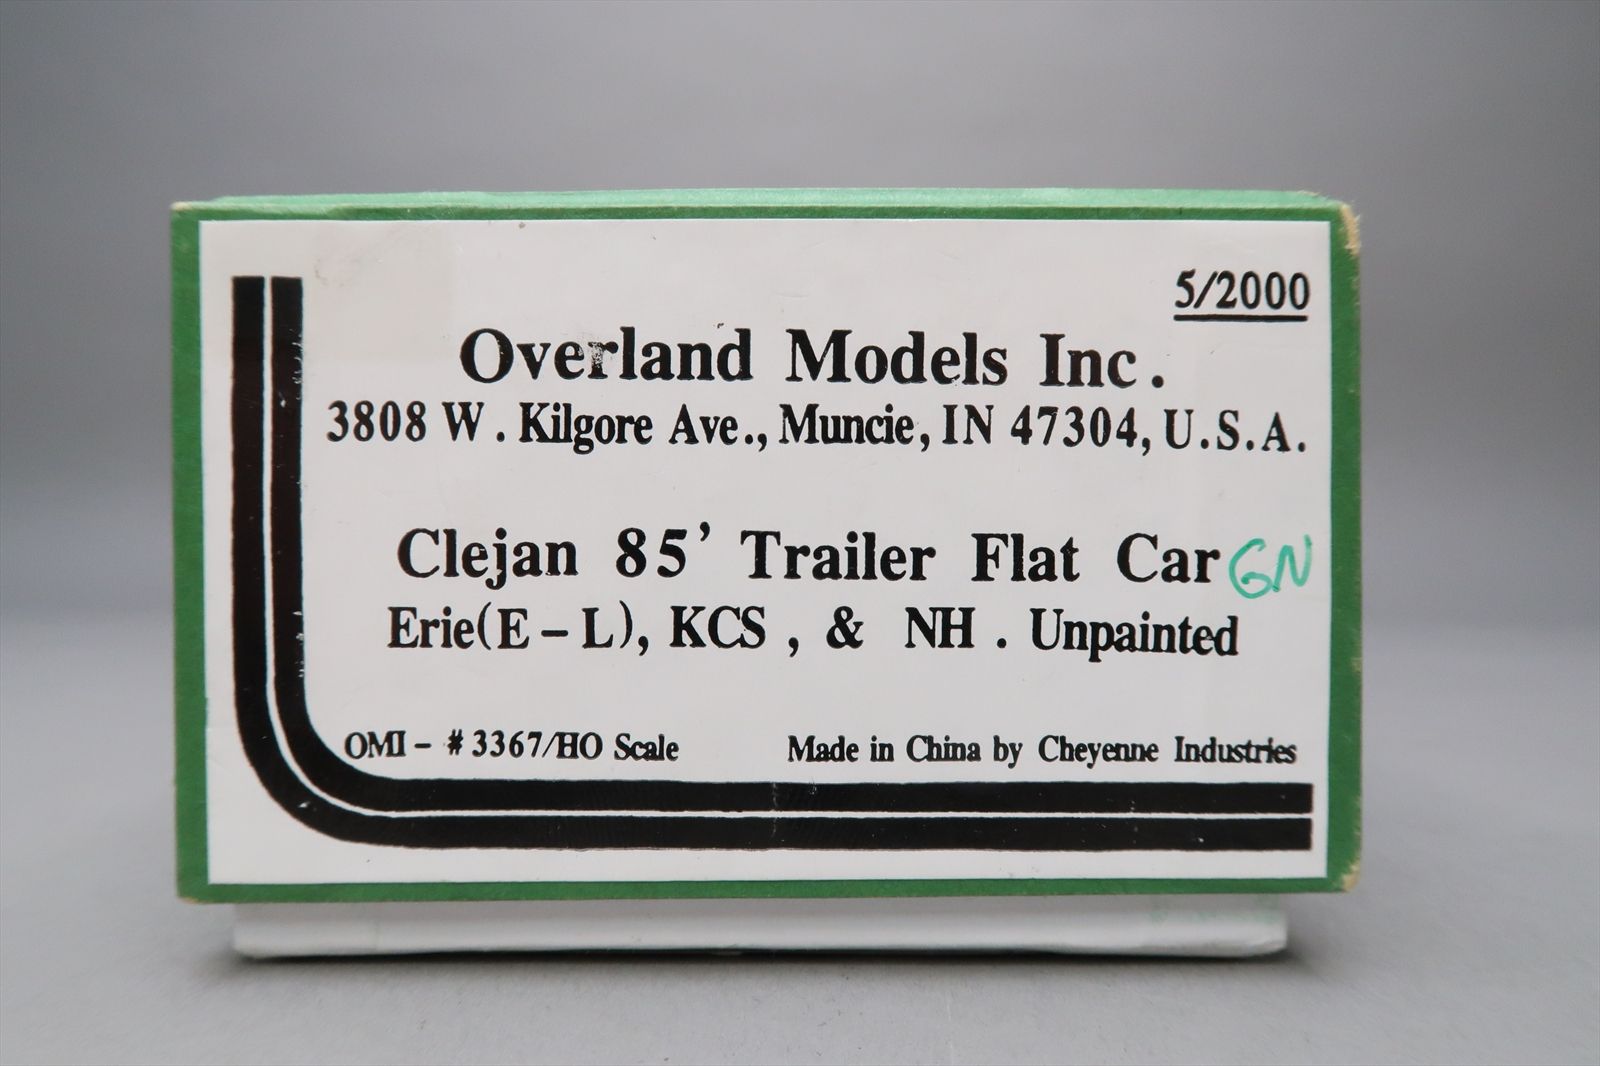 5/2000
Overland Models Inc.
3808 W. Kilgore Ave., Muncie, IN 47304, U.S.A.
Clejan 85' Trailer Flat Car GN
Erie(E-L), KCS, & NH. Unpainted
OMI-#3367/HO Scale Made in China by Cheyenne Industries